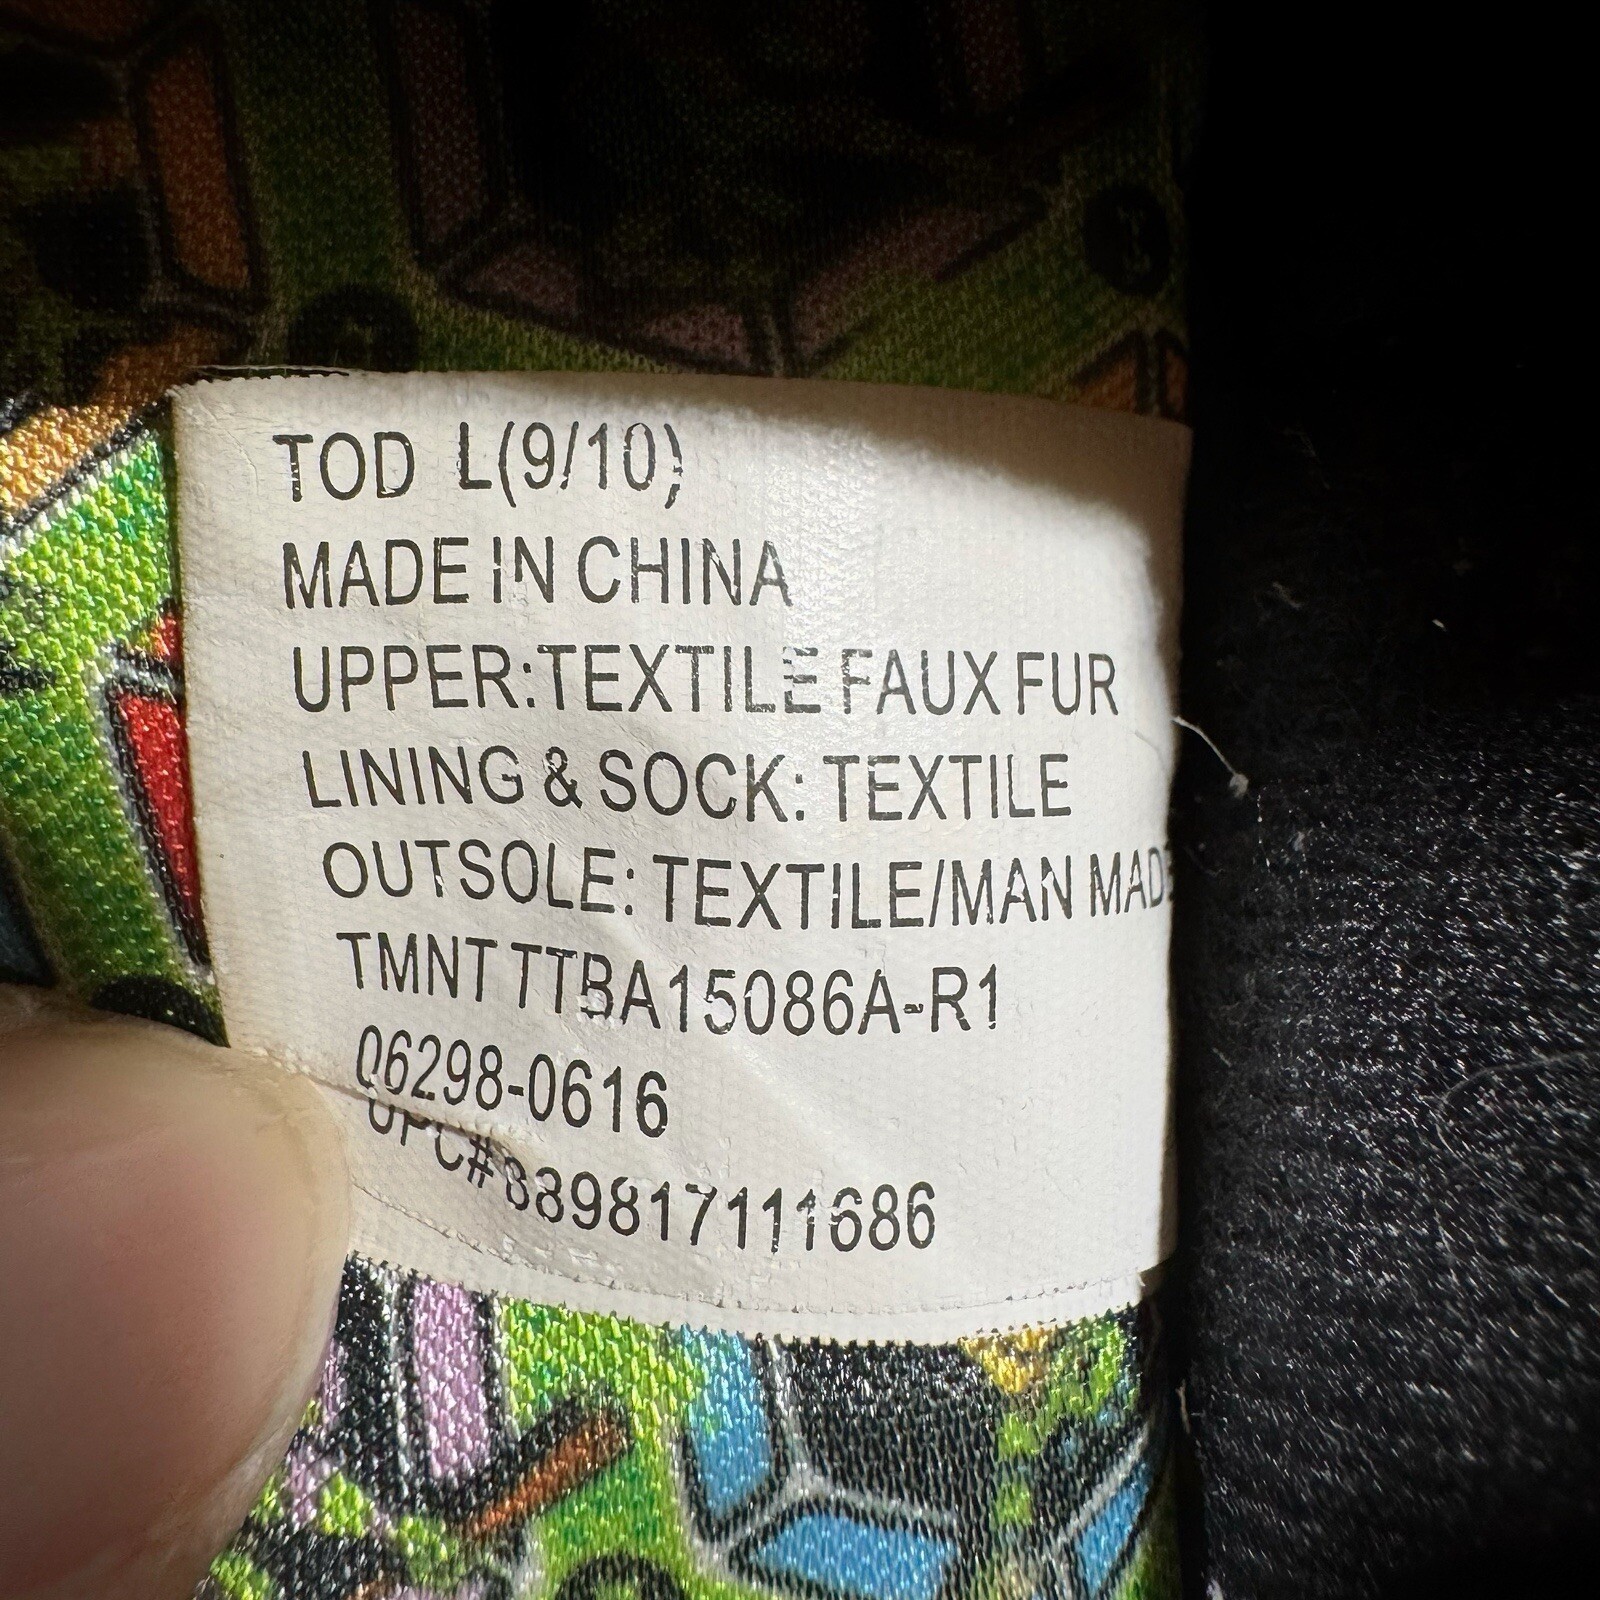 TOD L(9/10)
MADE IN CHINA
UPPER:TEXTILE FAUX FUR
LINING & SOCK: TEXTILE
OUTSOLE: TEXTILE/MAN MADE
TMNT TTBA15086A-R1
06298-0616
UPC#889817111686